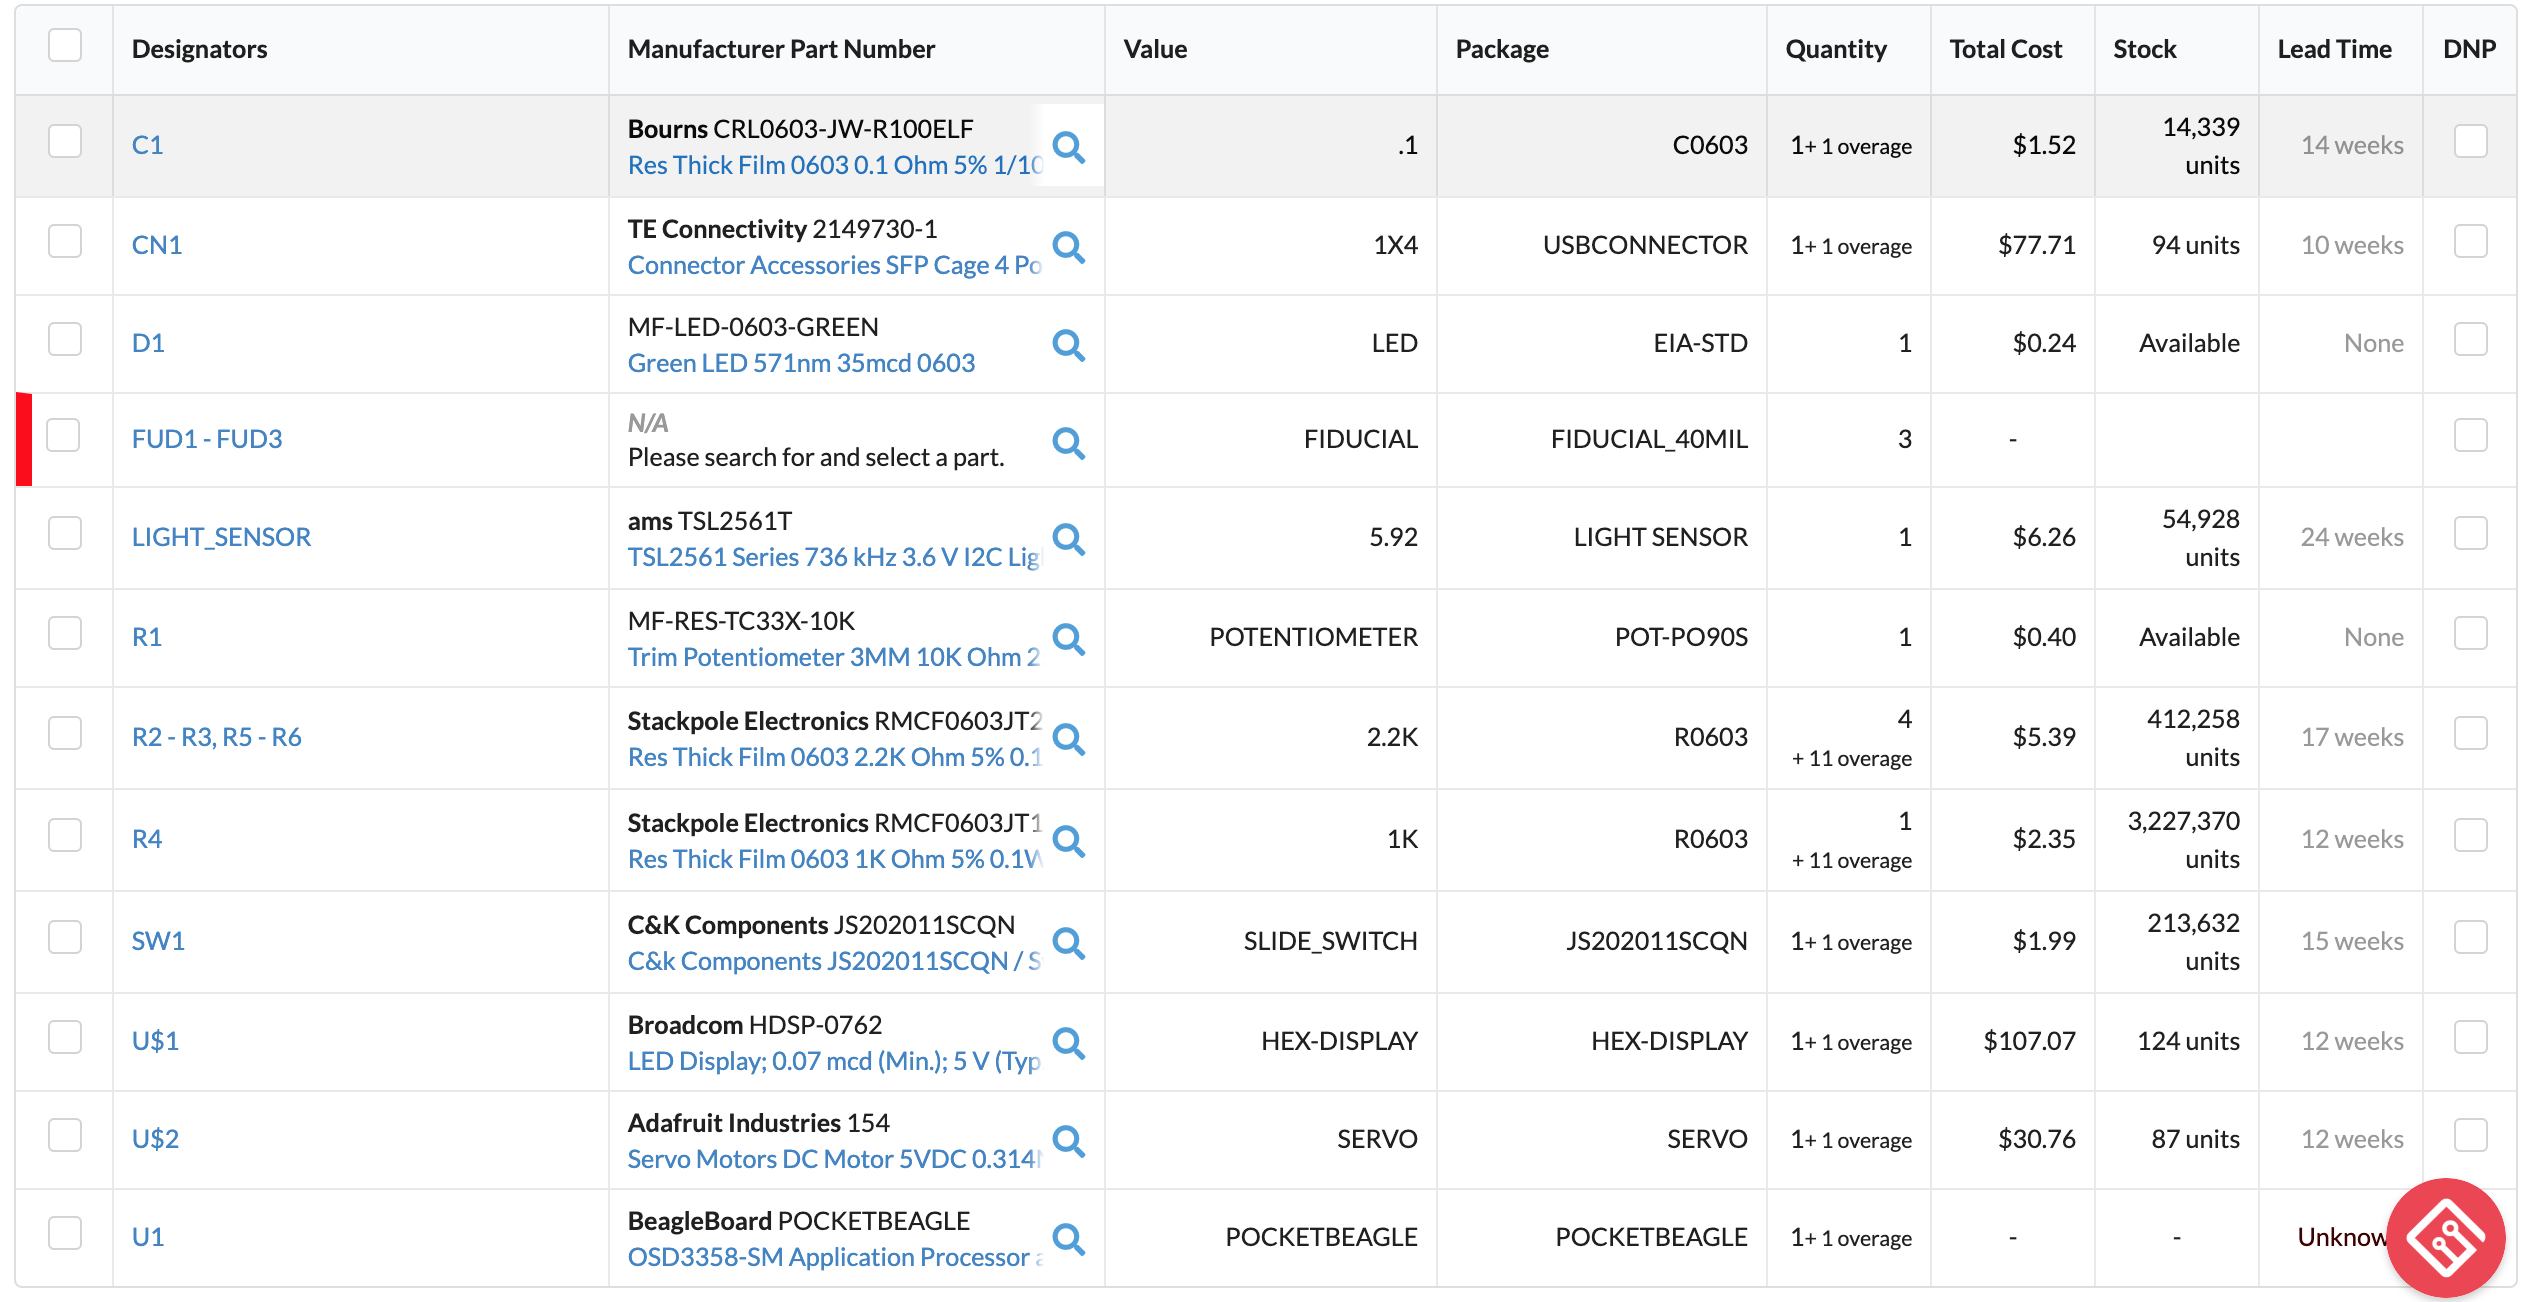 Designators Manufacturer Part Number Value Package Quantity Total Cost Stock Lead Time DNP
C1 Bourns CRL0603-JW-R100ELF .1 C0603 1+ 1 overage $1.52 14,339 units 14 weeks
Res Thick Film 0603 0.1 Ohm 5% 1/10
CN1 TE Connectivity 2149730-1 1X4 USBCONNECTOR 1+ 1 overage $77.71 94 units 10 weeks
Connector Accessories SFP Cage 4 Po
D1 MF-LED-0603-GREEN LED EIA-STD 1 $0.24 Available None
Green LED 571nm 35mcd 0603
FUD1 - FUD3 N/A FIDUCIAL FIDUCIAL_40MIL 3 -
Please search for and select a part.
LIGHT_SENSOR ams TSL2561T 5.92 LIGHT SENSOR 1 $6.26 54,928 units 24 weeks
TSL2561 Series 736 kHz 3.6 V I2C Lig
R1 MF-RES-TC33X-10K POTENTIOMETER POT-PO90S 1 $0.40 Available None
Trim Potentiometer 3MM 10K Ohm 2
R2 - R3, R5 - R6 Stackpole Electronics RMCF0603JT2 2.2K R0603 4 + 11 overage $5.39 412,258 units 17 weeks
Res Thick Film 0603 2.2K Ohm 5% 0.1
R4 Stackpole Electronics RMCF0603JT1 1K R0603 1 + 11 overage $2.35 3,227,370 units 12 weeks
Res Thick Film 0603 1K Ohm 5% 0.1W
SW1 C&K Components JS202011SCQN SLIDE_SWITCH JS202011SCQN 1+ 1 overage $1.99 213,632 units 15 weeks
C&k Components JS202011SCQN / S
U$1 Broadcom HDSP-0762 HEX-DISPLAY HEX-DISPLAY 1+ 1 overage $107.07 124 units 12 weeks
LED Display; 0.07 mcd (Min.); 5 V (Typ
U$2 Adafruit Industries 154 SERVO SERVO 1+ 1 overage $30.76 87 units 12 weeks
Servo Motors DC Motor 5VDC 0.314
U1 BeagleBoard POCKETBEAGLE POCKETBEAGLE POCKETBEAGLE 1+ 1 overage - - Unknow
OSD3358-SM Application Processor a